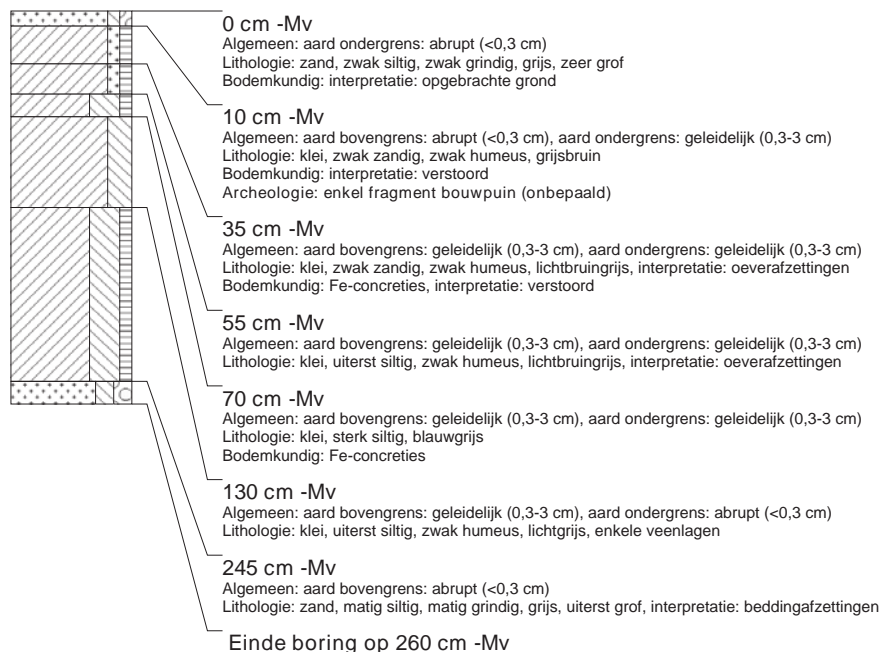 0 cm -Mv
Algemeen: aard ondergrens: abrupt (<0,3 cm)
Lithologie: zand, zwak siltig, zwak grindig, grijs, zeer grof
Bodemkundig: interpretatie: opgebrachte grond
10 cm -Mv
Algemeen: aard bovengrens: abrupt (<0,3 cm), aard ondergrens: geleidelijk (0,3-3 cm)
Lithologie: klei, zwak zandig, zwak humeus, grijsbruin
Bodemkundig: interpretatie: verstoord
Archeologie: enkel fragment bouwpuin (onbepaald)
35 cm -Mv
Algemeen: aard bovengrens: geleidelijk (0,3-3 cm), aard ondergrens: geleidelijk (0,3-3 cm)
Lithologie: klei, zwak zandig, zwak humeus, lichtbruingrijs, interpretatie: oeverafzettingen
Bodemkundig: Fe-concreties, interpretatie: verstoord
55 cm -Mv
Algemeen: aard bovengrens: geleidelijk (0,3-3 cm), aard ondergrens: geleidelijk (0,3-3 cm)
Lithologie: klei, uiterst siltig, zwak humeus, lichtbruingrijs, interpretatie: oeverafzettingen
70 cm -Mv
Algemeen: aard bovengrens: geleidelijk (0,3-3 cm), aard ondergrens: geleidelijk (0,3-3 cm)
Lithologie: klei, sterk siltig, blauwgrijs
Bodemkundig: Fe-concreties
130 cm -Mv
Algemeen: aard bovengrens: geleidelijk (0,3-3 cm), aard ondergrens: abrupt (<0,3 cm)
Lithologie: klei, uiterst siltig, zwak humeus, lichtgrijs, enkele veenlagen
245 cm -Mv
Algemeen: aard bovengrens: abrupt (<0,3 cm)
Lithologie: zand, matig siltig, matig grindig, grijs, uiterst grof, interpretatie: beddingafzettingen
Einde boring op 260 cm -Mv